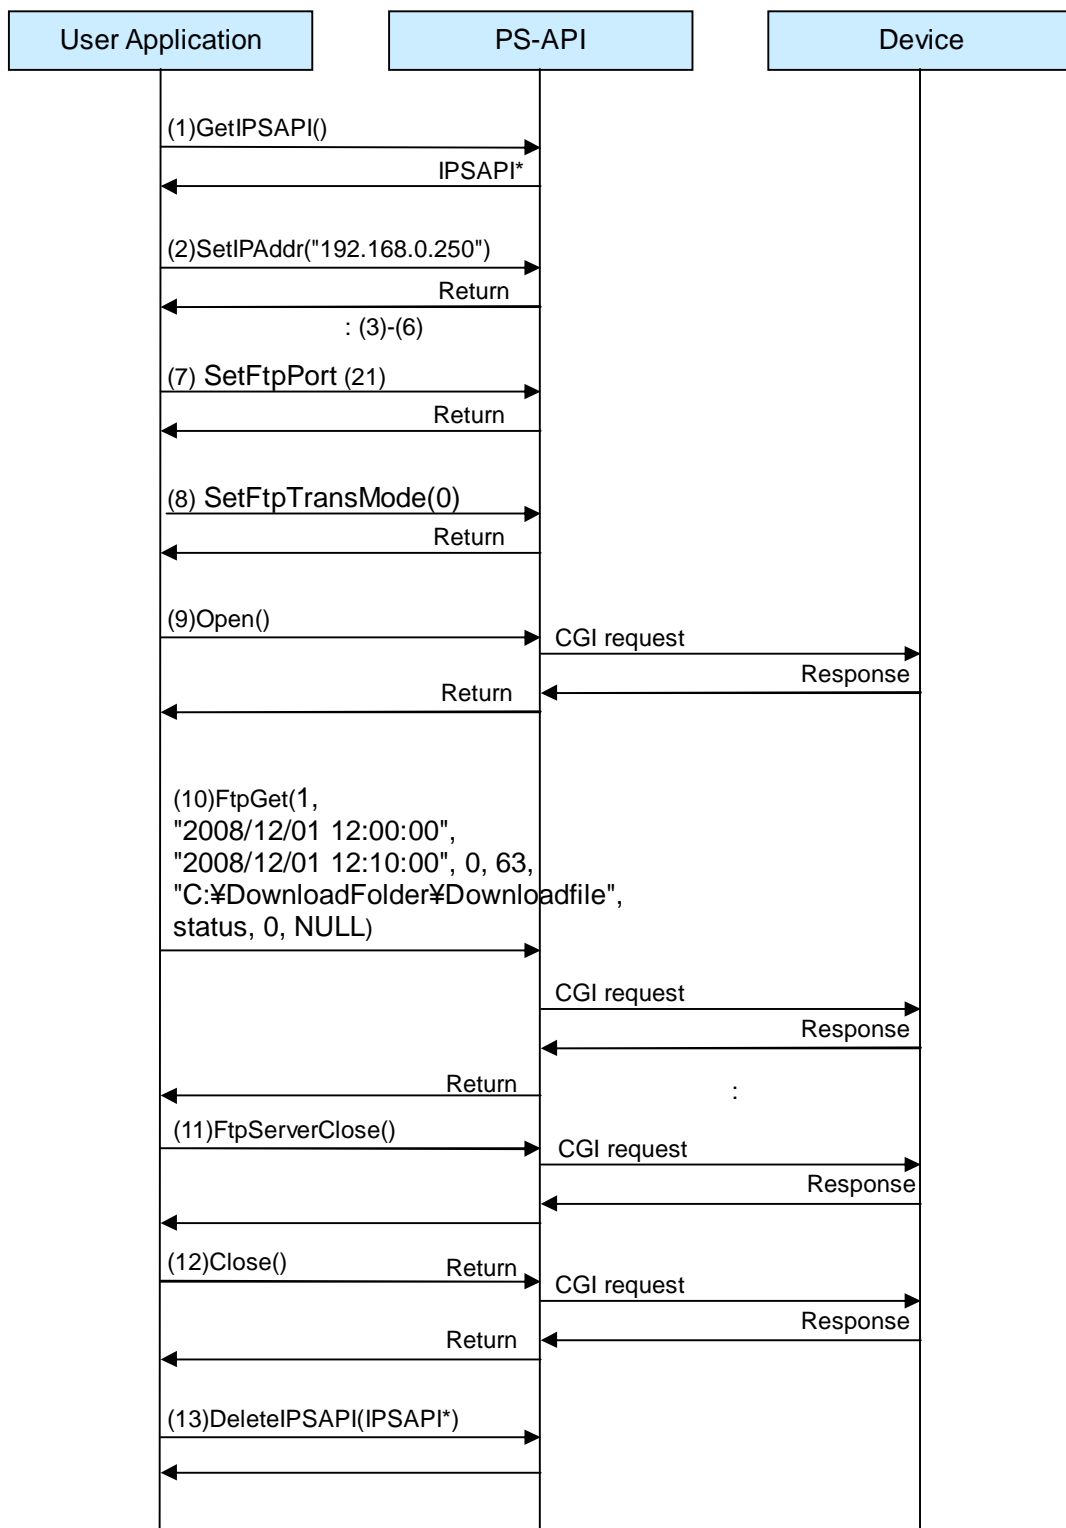 User Application
PS-API
Device
(1)GetIPSAPI()
IPSAPI*
(2)SetIPAddr("192.168.0.250")
Return
: (3)-(6)
(7) SetFtpPort (21)
Return
(8) SetFtpTransMode(0)
Return
(9)Open()
CGI request
Response
Return
(10)FtpGet(1,
"2008/12/01 12:00:00",
"2008/12/01 12:10:00", 0, 63,
"C:¥DownloadFolder¥Downloadfile",
status, 0, NULL)
CGI request
Response
Return
:
(11)FtpServerClose()
CGI request
Response
(12)Close()
Return
CGI request
Response
Return
(13)DeleteIPSAPI(IPSAPI*)